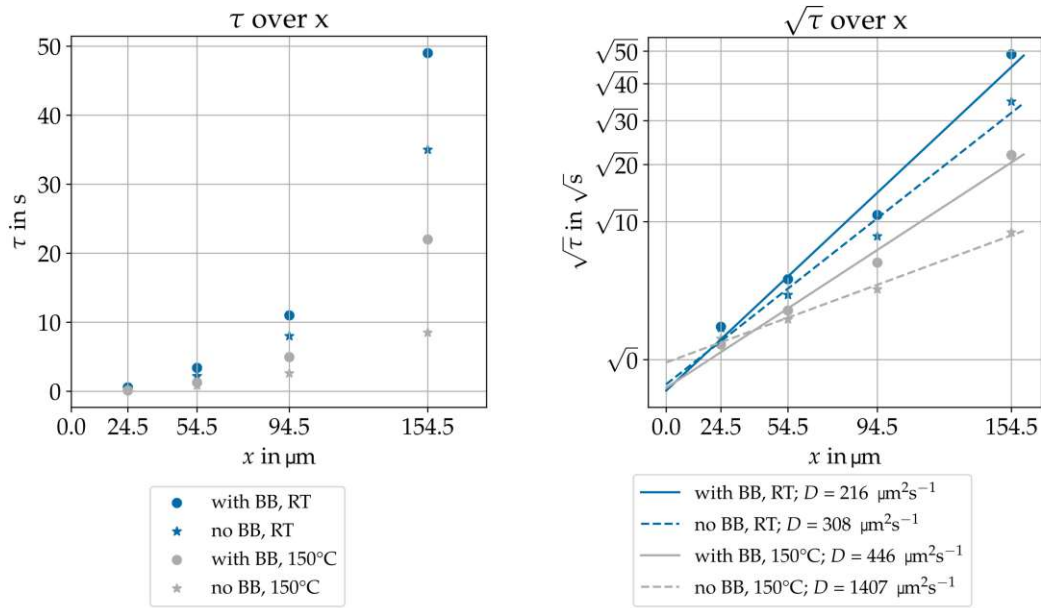 τ over x
50
40
30
20
10
0
τ in s
0.0 24.5 54.5 94.5 154.5
x in µm
with BB, RT
no BB, RT
with BB, 150°C
no BB, 150°C
√τ over x
√50
√40
√30
√20
√10
√0
√τ in √s
0.0 24.5 54.5 94.5 154.5
x in µm
with BB, RT; D = 216 µm²s⁻¹
no BB, RT; D = 308 µm²s⁻¹
with BB, 150°C; D = 446 µm²s⁻¹
no BB, 150°C; D = 1407 µm²s⁻¹